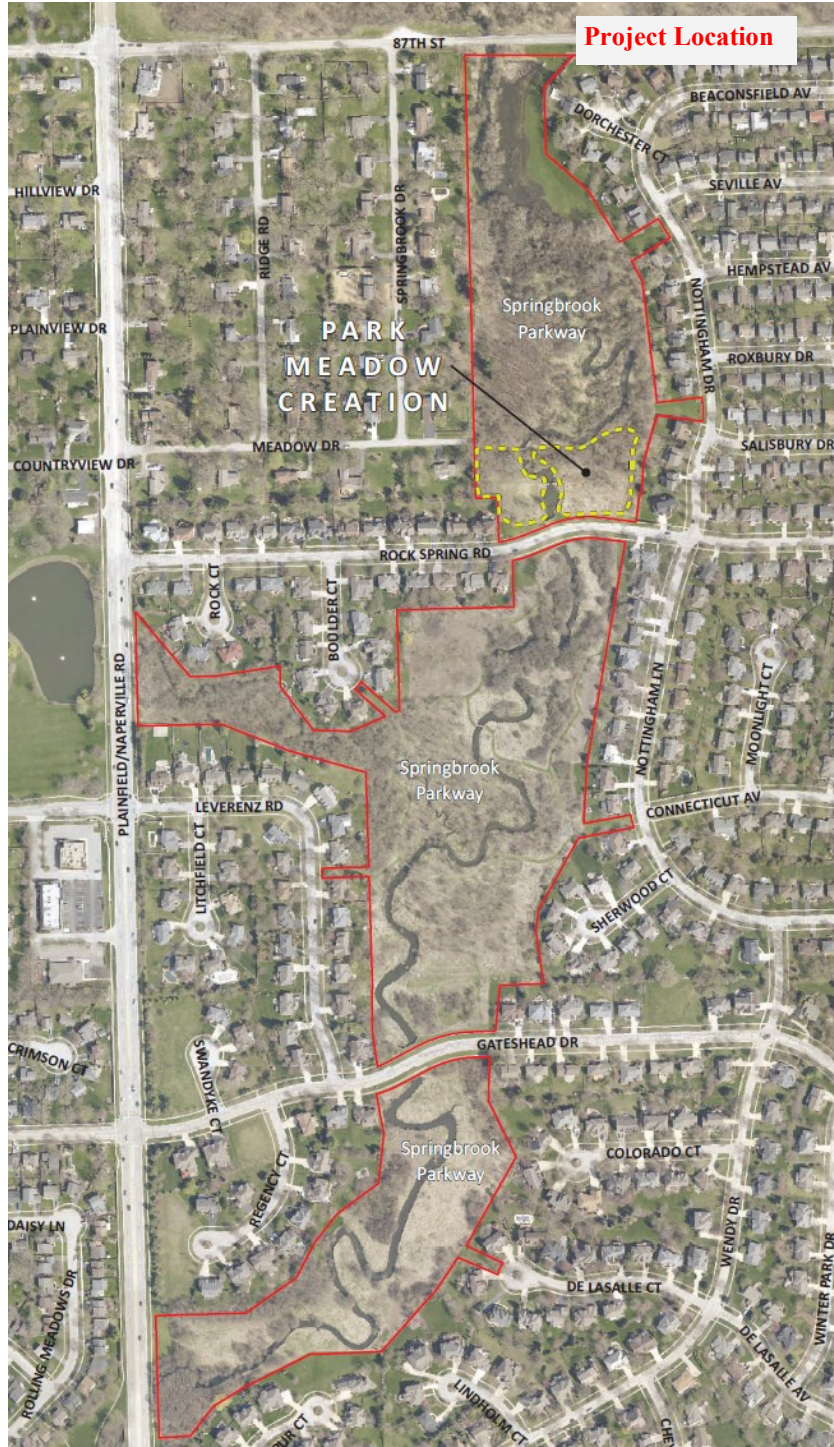 87TH ST
Project Location
BEACONSFIELD AV
DORCHESTER CT
HILLVIEW DR
SEVILLE AV
RIDGE RD
SPRINGBROOK DR
HEMPSTEAD AV
NOTTINGHAM DR
Springbrook
Parkway
PLAINVIEW DR
PARK
MEADOW
CREATION
ROXBURY DR
MEADOW DR
SALISBURY DR
COUNTRYVIEW DR
ROCK SPRING RD
ROCK CT
BOULDER CT
PLAINFIELD/NAPERVILLE RD
NOTTINGHAM LN
MOONLIGHT CT
Springbrook
Parkway
LEVERENZ RD
CONNECTICUT AV
LITCHFIELD CT
SHERWOOD CT
GATESHEAD DR
CRIMSON CT
SWANDYKE CT
Springbrook
Parkway
COLORADO CT
REGENCY CT
DAISY LN
WENDY DR
WINTER PARK DR
ROLLING MEADOWS DR
DE LASALLE CT
DE LASALLE AV
LINDHOLM CT
PUR CT
CHE